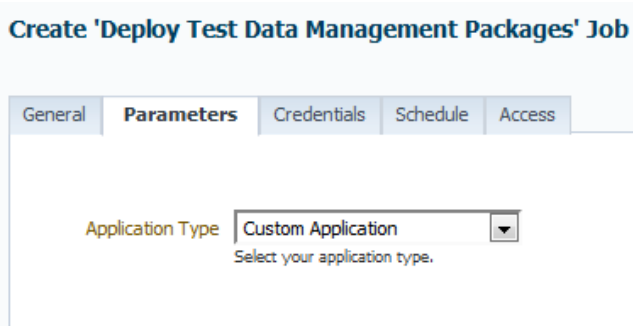 Create 'Deploy Test Data Management Packages' Job
General Parameters Credentials Schedule Access
Application Type Custom Application
Select your application type.